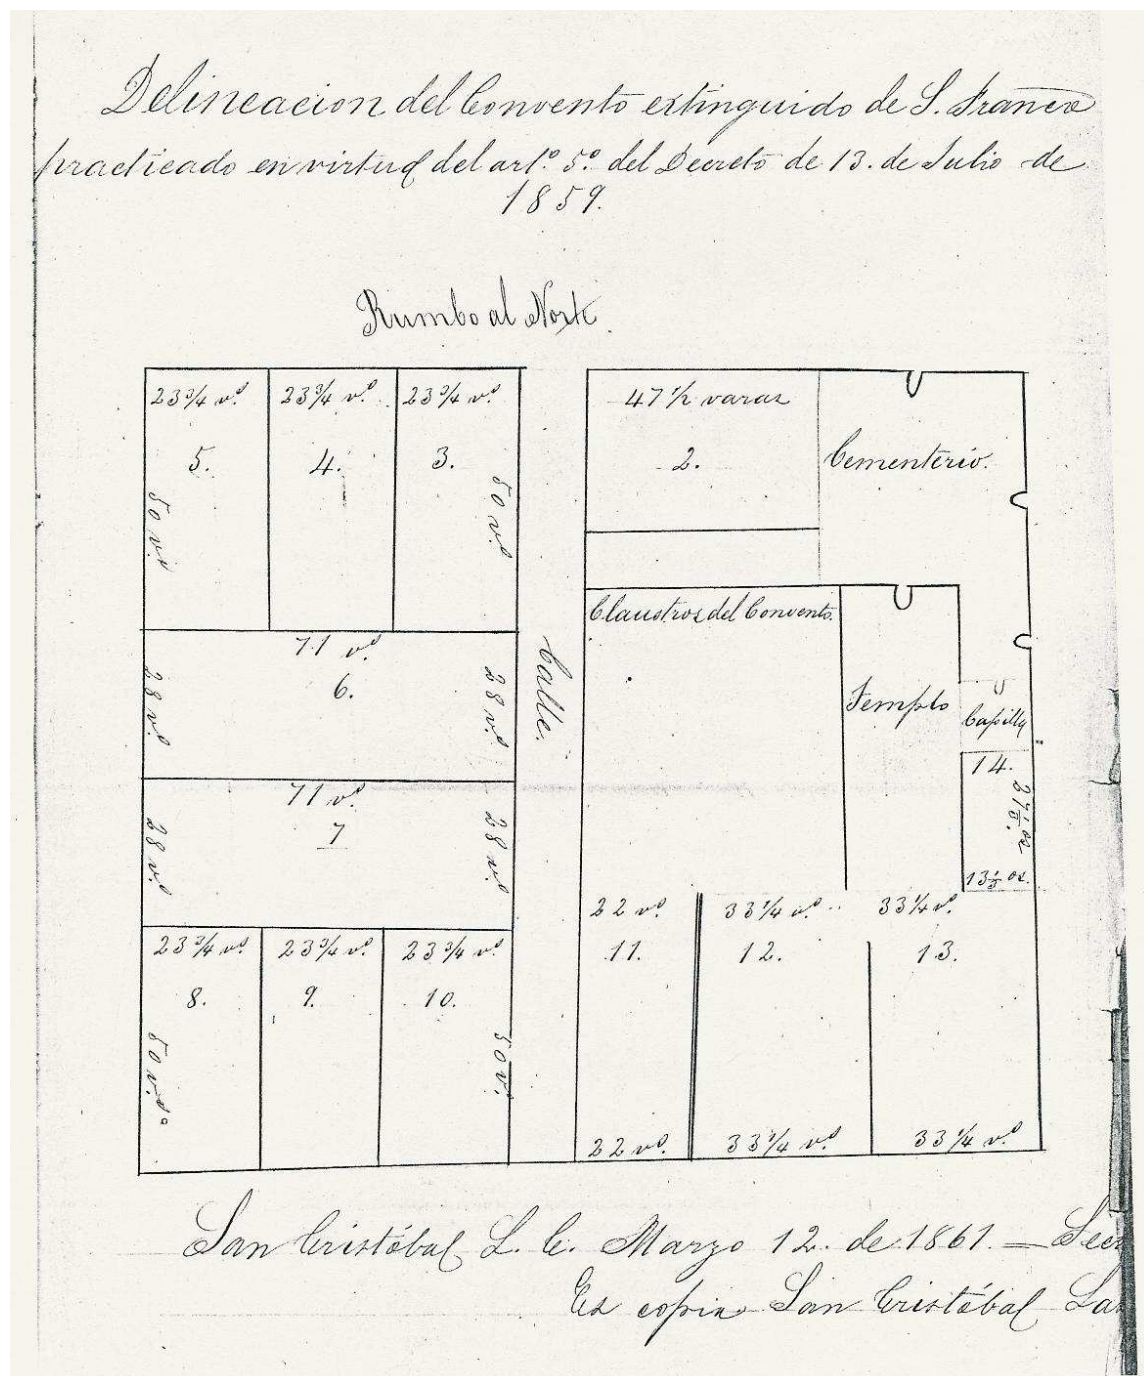 Delineacion del Convento extinguido de S. Franco
practicado en virtud del artº. 5º. del Decreto de 13. de Julio de
1859.
Rumbo al Norte.
23 3/4 vs. 23 3/4 vs. 23 3/4 vs.
5. 4. 3.
50 vs. 50 vs.
47 1/2 varas
2.
Cementerio.
Claustros del Convento.
71 vs.
6.
28 vs. 28 vs.
Calle.
Templo
Capilla
14.
13 1/2 vs.
71 vs.
7
28 vs. 28 vs.
23 3/4 vs. 23 3/4 vs. 23 3/4 vs.
8. 9. 10.
50 vs. 50 v.
22 vs. 33 1/4 vs. 33 1/4 vs.
11. 12. 13.
22 vs. 33 1/4 vs. 33 1/4 vs.
San Cristóbal L. C. Marzo 12. de 1861. =
Es copia San Cristóbal